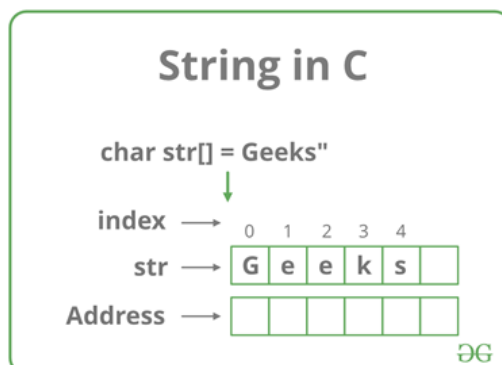 String in C
char str[] = Geeks"
index 0 1 2 3 4
str G e e k s
Address
GG